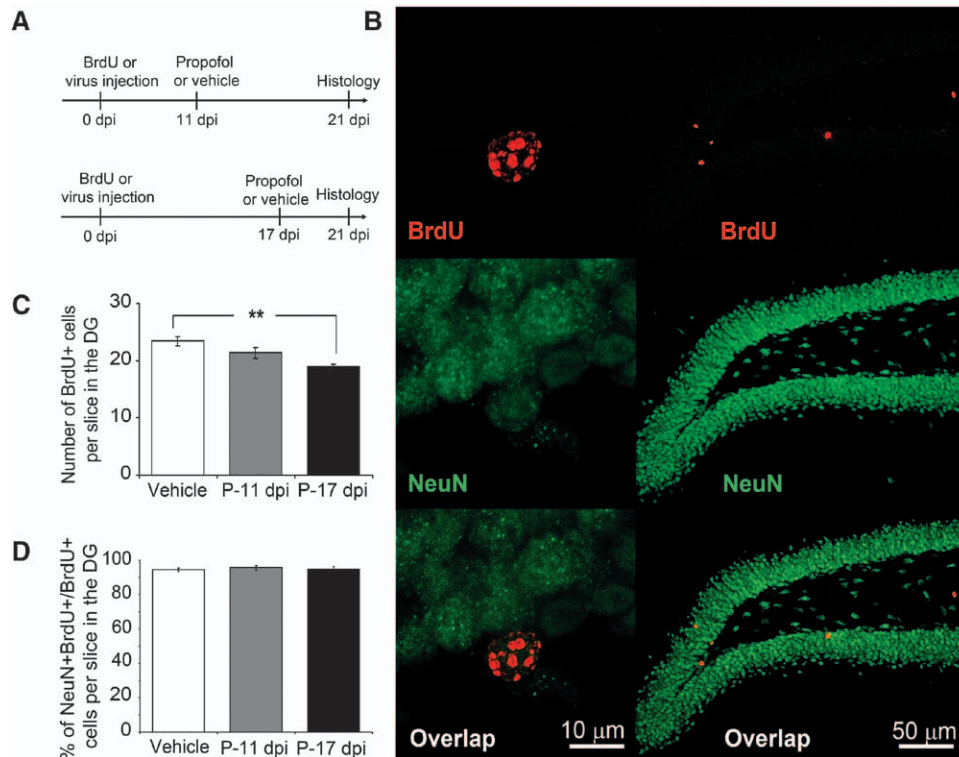 A
BrdU or
virus injection
Propofol
or vehicle
Histology
0 dpi
11 dpi
21 dpi
BrdU or
virus injection
Propofol
or vehicle
Histology
0 dpi
17 dpi
21 dpi
B
BrdU
BrdU
NeuN
NeuN
Overlap
10 μm
Overlap
50 μm
C
Number of BrdU+ cells
per slice in the DG
30
20
10
0
**
Vehicle
P-11 dpi
P-17 dpi
D
% of NeuN+BrdU+/BrdU+
cells per slice in the DG
100
80
60
40
20
0
Vehicle
P-11 dpi
P-17 dpi